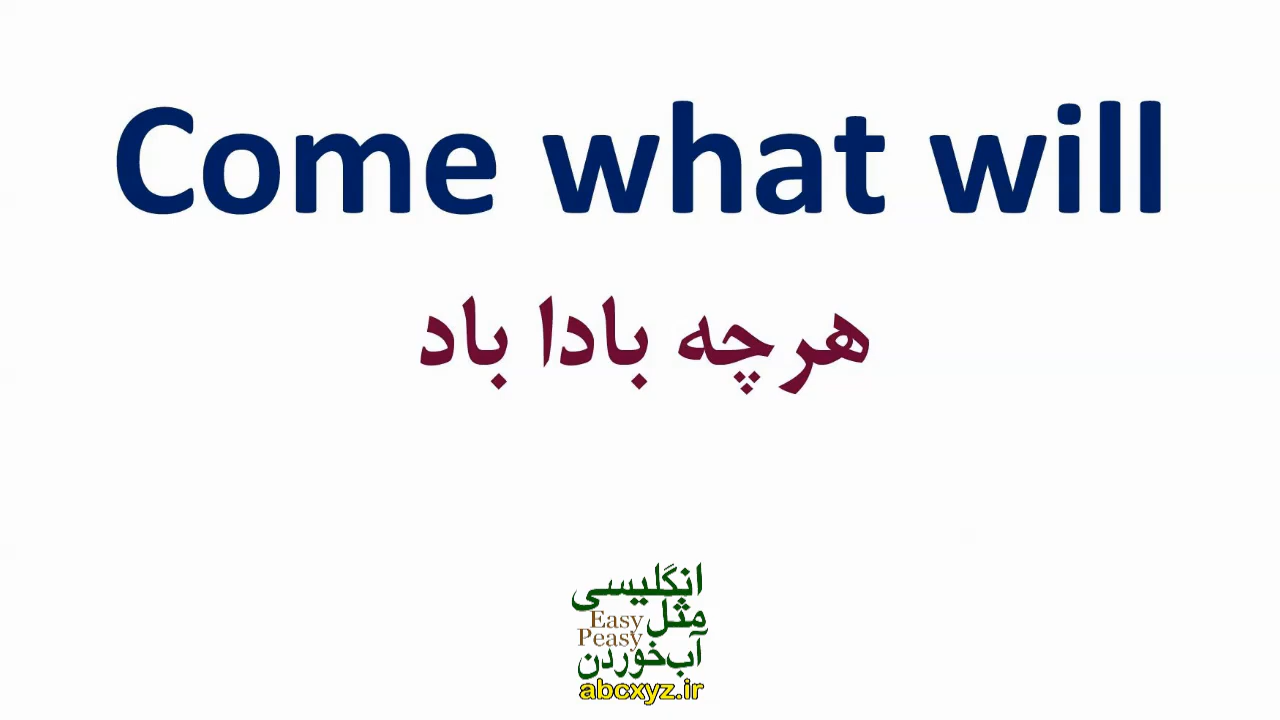 Come what will
هرچه بادا باد
انگلیسی
مثل Easy
Peasy
آب‌خوردن
abcxyz.ir